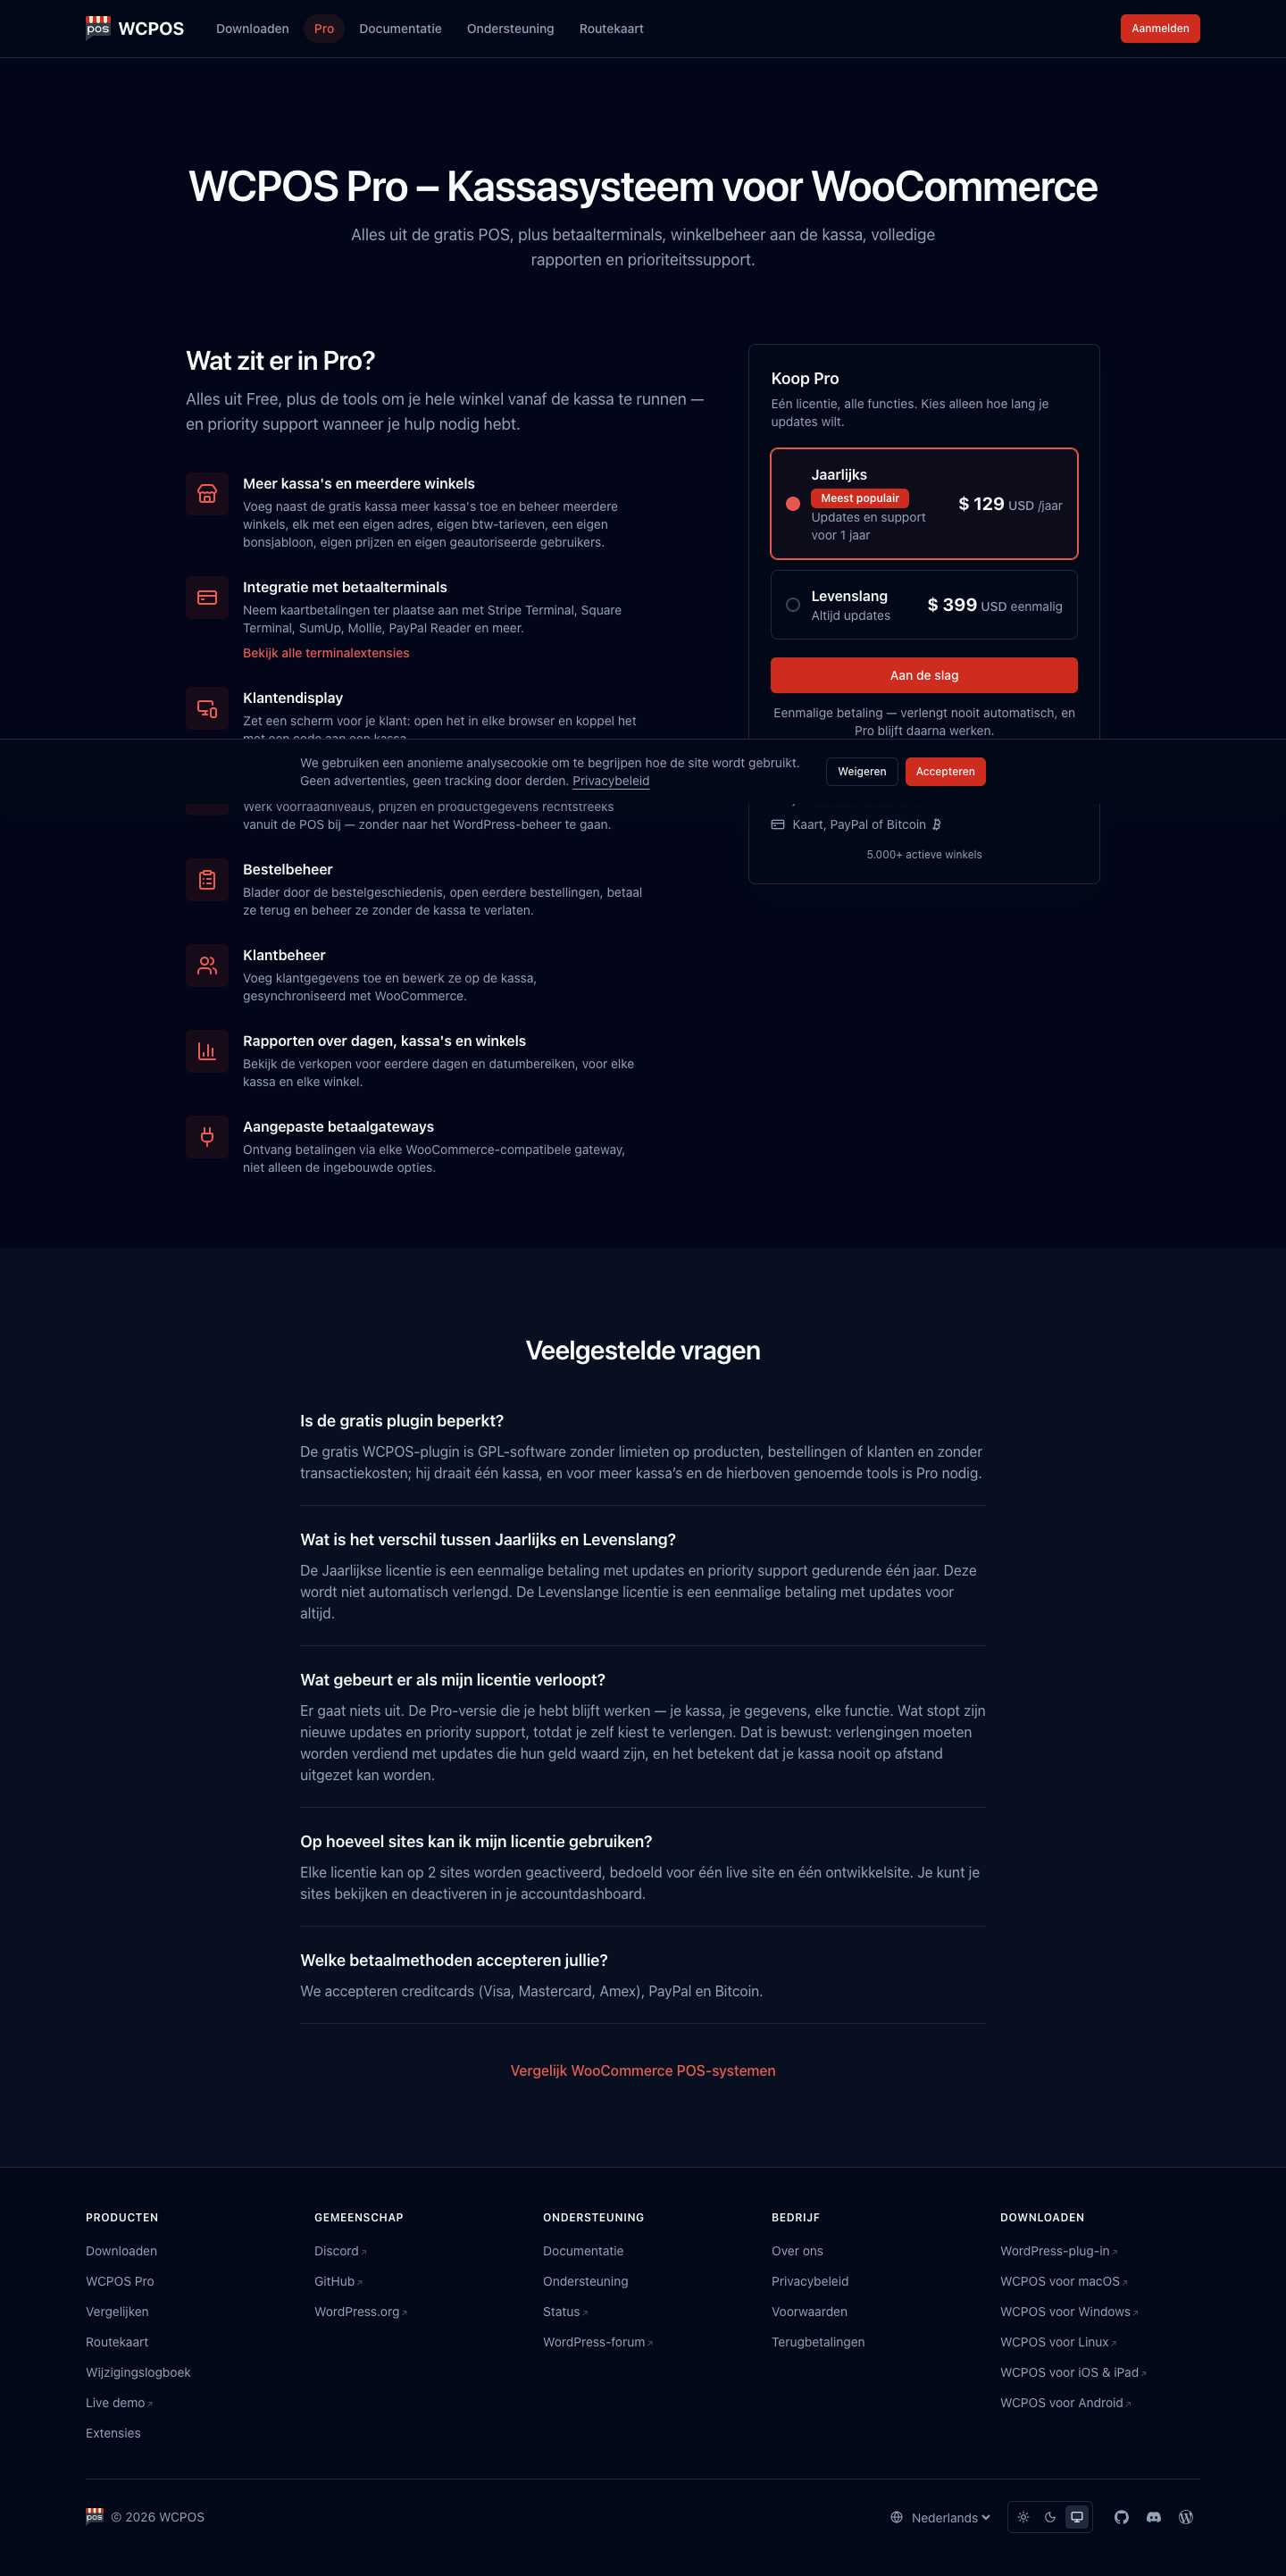 pos WCPOS Downloaden Pro Documentatie Ondersteuning Routekaart Aanmelden
WCPOS Pro – Kassasysteem voor WooCommerce
Alles uit de gratis POS, plus betaalterminals, winkelbeheer aan de kassa, volledige
rapporten en prioriteitssupport.
Wat zit er in Pro?
Alles uit Free, plus de tools om je hele winkel vanaf de kassa te runnen —
en priority support wanneer je hulp nodig hebt.
Meer kassa's en meerdere winkels
Voeg naast de gratis kassa meer kassa's toe en beheer meerdere
winkels, elk met een eigen adres, eigen btw-tarieven, een eigen
bonsjabloon, eigen prijzen en eigen geautoriseerde gebruikers.
Integratie met betaalterminals
Neem kaartbetalingen ter plaatse aan met Stripe Terminal, Square
Terminal, SumUp, Mollie, PayPal Reader en meer.
Bekijk alle terminalextensies
Klantendisplay
Zet een scherm voor je klant: open het in elke browser en koppel het
met een code aan een kassa.
Koop Pro
Eén licentie, alle functies. Kies alleen hoe lang je
updates wilt.
Jaarlijks
Meest populair
Updates en support
voor 1 jaar
$ 129 USD /jaar
Levenslang
Altijd updates
$ 399 USD eenmalig
Aan de slag
Eenmalige betaling — verlengt nooit automatisch, en
Pro blijft daarna werken.
We gebruiken een anonieme analysecookie om te begrijpen hoe de site wordt gebruikt.
Geen advertenties, geen tracking door derden. Privacybeleid
Weigeren Accepteren
Werk voorraadniveaus, prijzen en productgegevens rechtstreeks
vanuit de POS bij — zonder naar het WordPress-beheer te gaan.
Kaart, PayPal of Bitcoin
5.000+ actieve winkels
Bestelbeheer
Blader door de bestelgeschiedenis, open eerdere bestellingen, betaal
ze terug en beheer ze zonder de kassa te verlaten.
Klantbeheer
Voeg klantgegevens toe en bewerk ze op de kassa,
gesynchroniseerd met WooCommerce.
Rapporten over dagen, kassa's en winkels
Bekijk de verkopen voor eerdere dagen en datumbereiken, voor elke
kassa en elke winkel.
Aangepaste betaalgateways
Ontvang betalingen via elke WooCommerce-compatibele gateway,
niet alleen de ingebouwde opties.
Veelgestelde vragen
Is de gratis plugin beperkt?
De gratis WCPOS-plugin is GPL-software zonder limieten op producten, bestellingen of klanten en zonder
transactiekosten; hij draait één kassa, en voor meer kassa’s en de hierboven genoemde tools is Pro nodig.
Wat is het verschil tussen Jaarlijks en Levenslang?
De Jaarlijkse licentie is een eenmalige betaling met updates en priority support gedurende één jaar. Deze
wordt niet automatisch verlengd. De Levenslange licentie is een eenmalige betaling met updates voor
altijd.
Wat gebeurt er als mijn licentie verloopt?
Er gaat niets uit. De Pro-versie die je hebt blijft werken — je kassa, je gegevens, elke functie. Wat stopt zijn
nieuwe updates en priority support, totdat je zelf kiest te verlengen. Dat is bewust: verlengingen moeten
worden verdiend met updates die hun geld waard zijn, en het betekent dat je kassa nooit op afstand
uitgezet kan worden.
Op hoeveel sites kan ik mijn licentie gebruiken?
Elke licentie kan op 2 sites worden geactiveerd, bedoeld voor één live site en één ontwikkelsite. Je kunt je
sites bekijken en deactiveren in je accountdashboard.
Welke betaalmethoden accepteren jullie?
We accepteren creditcards (Visa, Mastercard, Amex), PayPal en Bitcoin.
Vergelijk WooCommerce POS-systemen
PRODUCTEN
Downloaden
WCPOS Pro
Vergelijken
Routekaart
Wijzigingslogboek
Live demo
Extensies
GEMEENSCHAP
Discord
GitHub
WordPress.org
ONDERSTEUNING
Documentatie
Ondersteuning
Status
WordPress-forum
BEDRIJF
Over ons
Privacybeleid
Voorwaarden
Terugbetalingen
DOWNLOADEN
WordPress-plug-in
WCPOS voor macOS
WCPOS voor Windows
WCPOS voor Linux
WCPOS voor iOS & iPad
WCPOS voor Android
pos © 2026 WCPOS
Nederlands